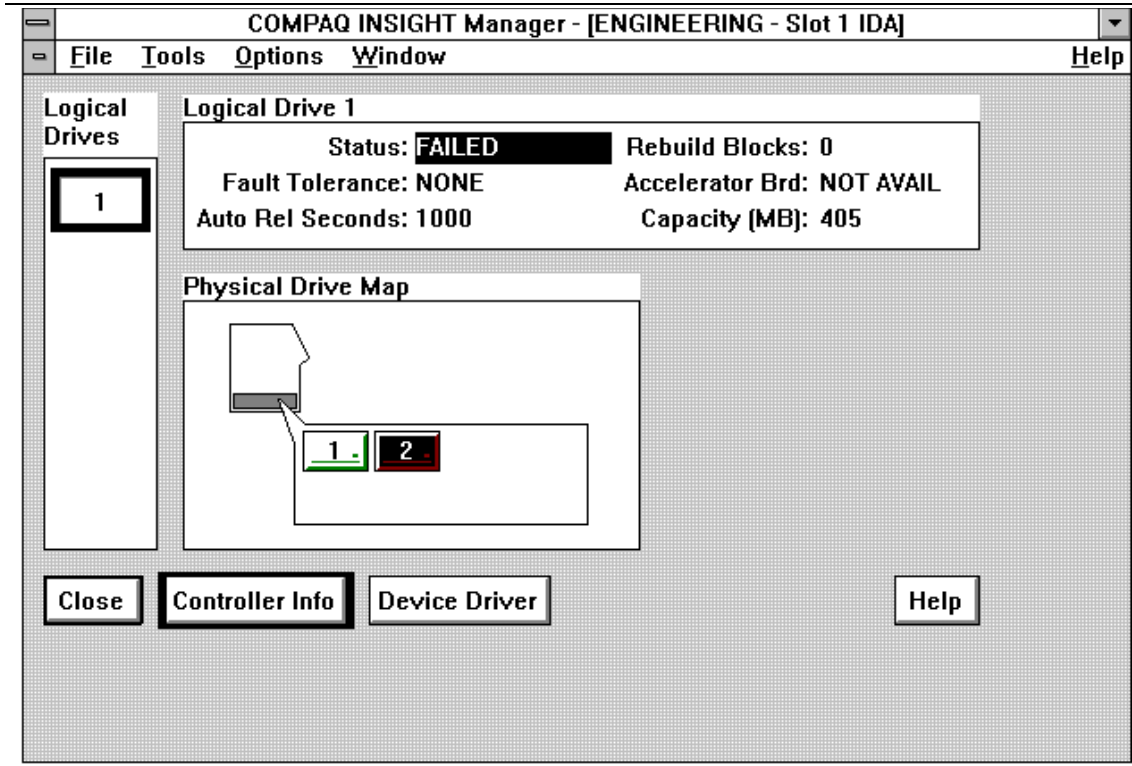 COMPAQ INSIGHT Manager - [ENGINEERING - Slot 1 IDA]
File Tools Options Window Help
Logical Drives
1
Logical Drive 1
Status: FAILED Rebuild Blocks: 0
Fault Tolerance: NONE Accelerator Brd: NOT AVAIL
Auto Rel Seconds: 1000 Capacity (MB): 405
Physical Drive Map
1 2
Close Controller Info Device Driver Help